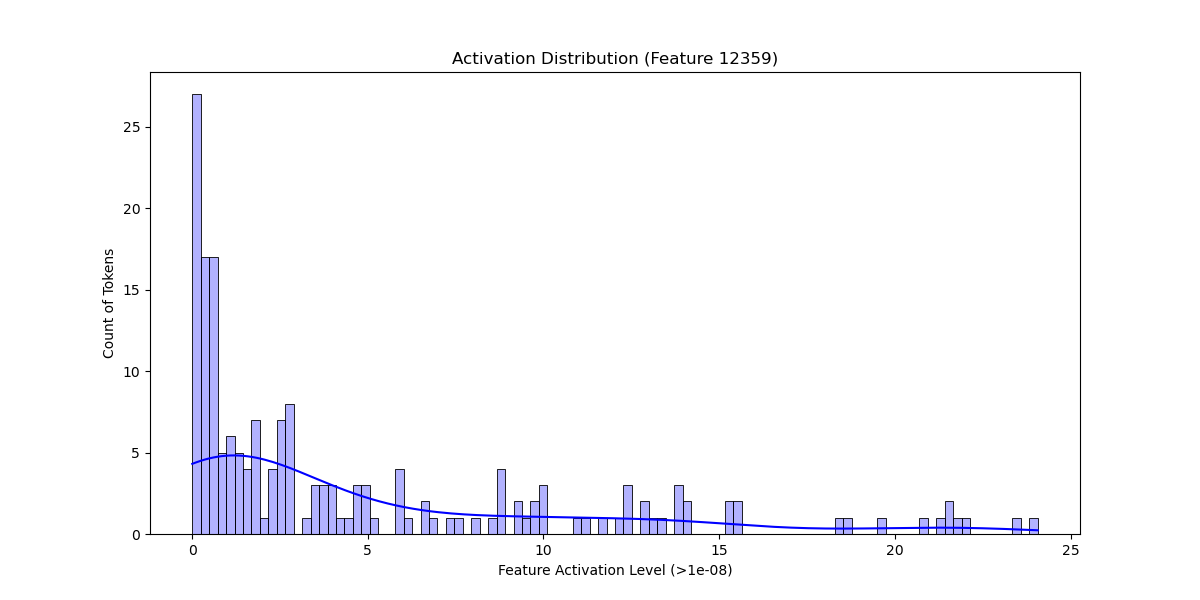 Activation Distribution (Feature 12359)
25
20
15
10
5
0
Count of Tokens
0 5 10 15 20 25
Feature Activation Level (>1e-08)